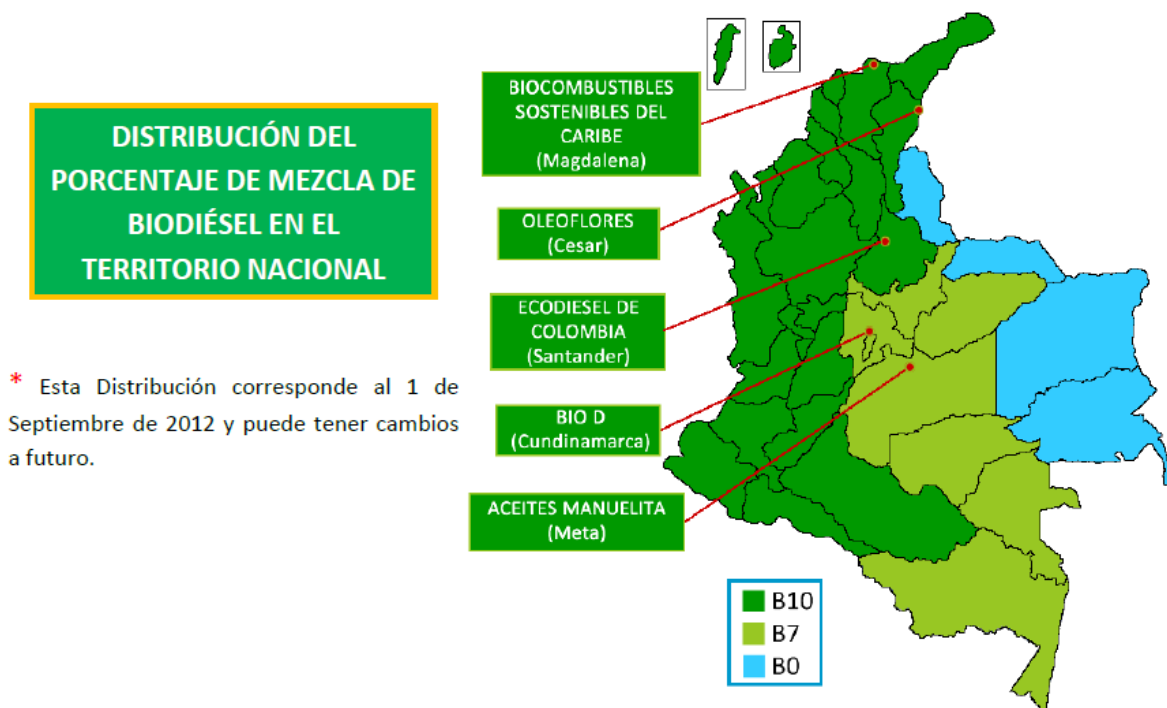 DISTRIBUCIÓN DEL
PORCENTAJE DE MEZCLA DE
BIODIÉSEL EN EL
TERRITORIO NACIONAL
* Esta Distribución corresponde al 1 de
Septiembre de 2012 y puede tener cambios
a futuro.
BIOCOMBUSTIBLES
SOSTENIBLES DEL
CARIBE
(Magdalena)
OLEOFLORES
(Cesar)
ECODIESEL DE
COLOMBIA
(Santander)
BIO D
(Cundinamarca)
ACEITES MANUELITA
(Meta)
B10
B7
B0